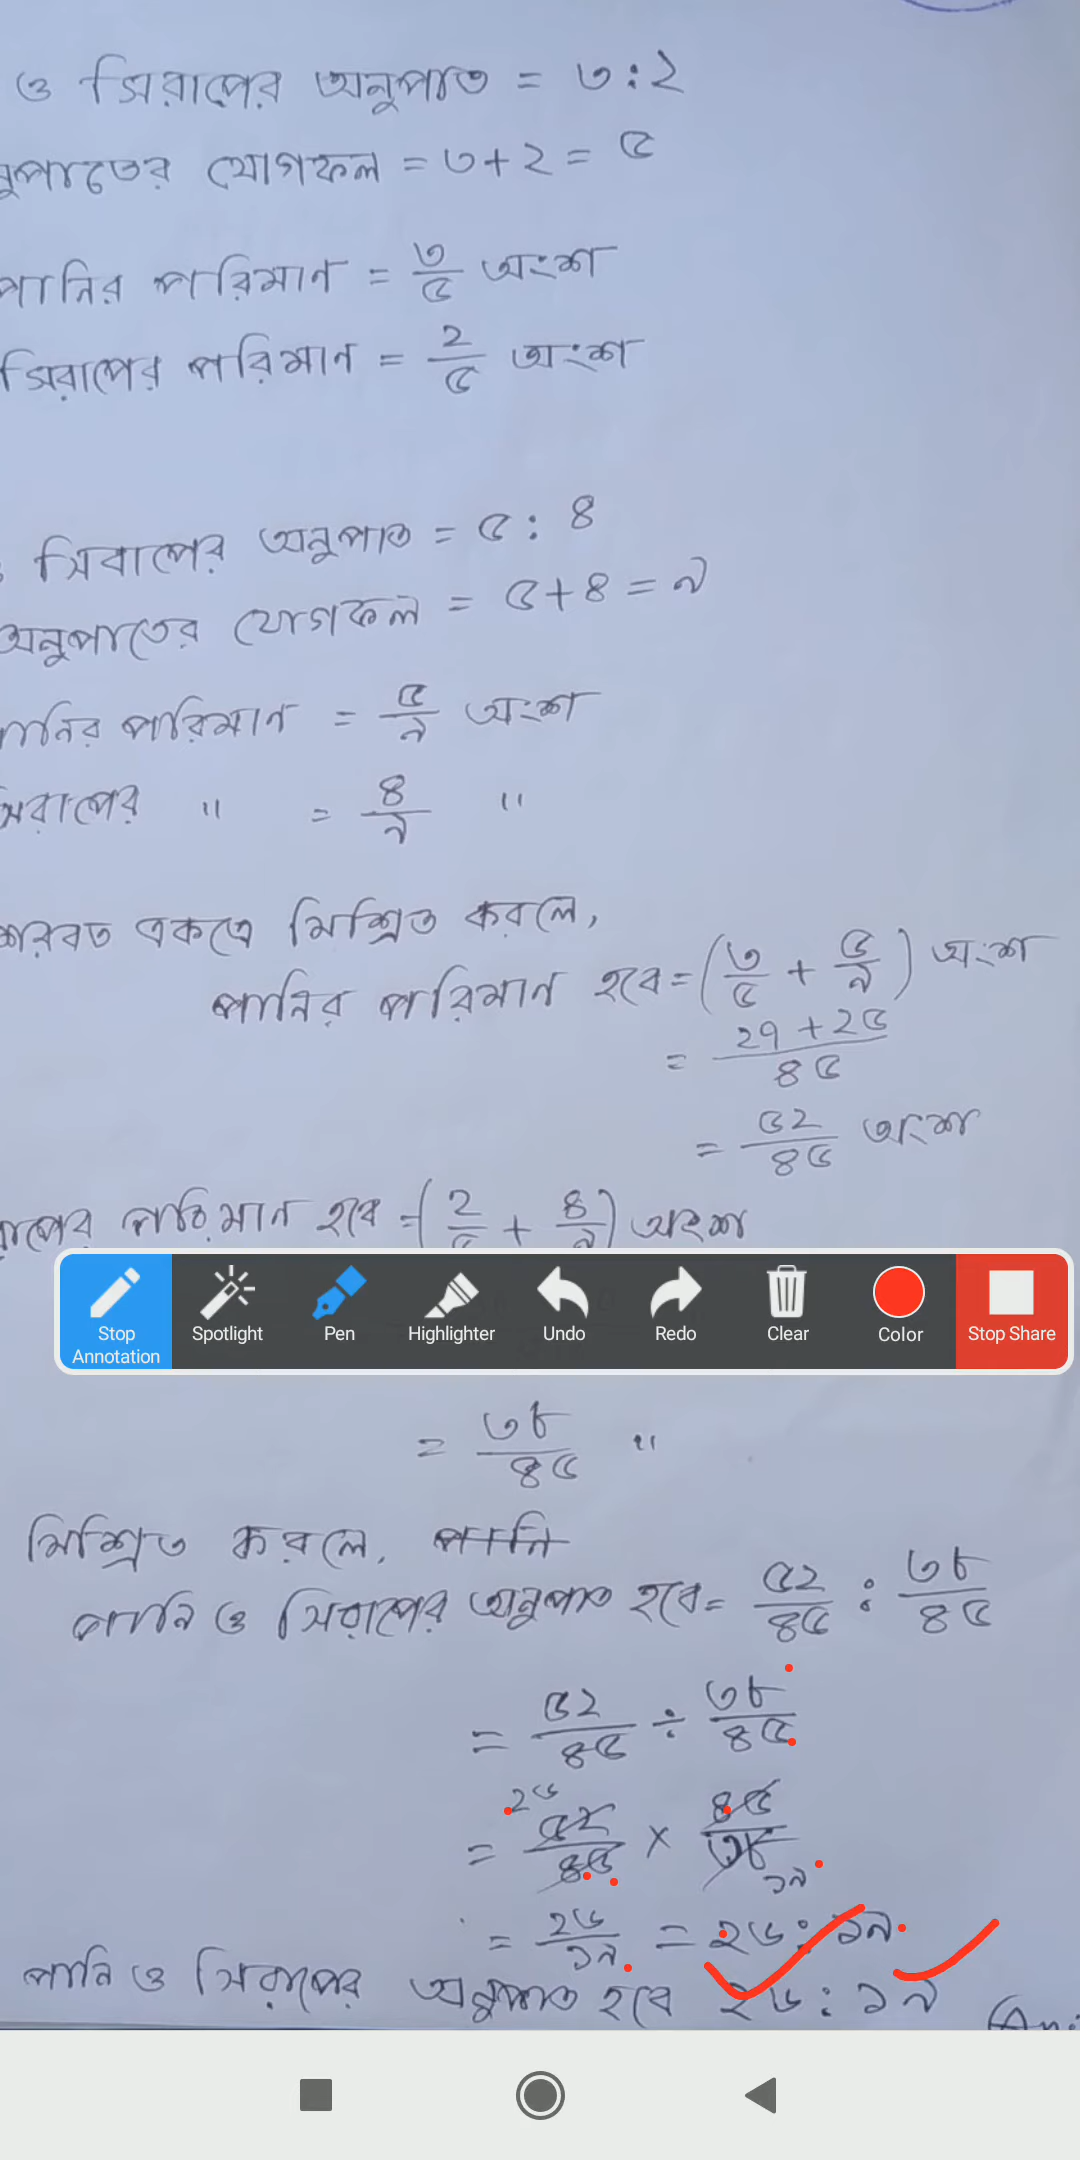 ও সিরাপের অনুপাত = ৩:২
নুপাতের যোগফল = ৩+২ = ৫
পানির পরিমান = ৩/৫ অংশ
সিরাপের পরিমান = ২/৫ অংশ
সিরাপের অনুপাত = ৫ : ৪
অনুপাতের যোগফল = ৫+৪ = ৯
পানির পরিমান = ৫/৯ অংশ
সিরাপের " = ৪/৯ "
শরবত একত্রে মিশ্রিত করলে,
পানির পরিমান হবে = (৩/৫ + ৫/৯) অংশ
= ২৭+২৫/৪৫
= ৫২/৪৫ অংশ
রাপের পরিমান হবে = (২/৫ + ৪/৯) অংশ
Stop Annotation Spotlight Pen Highlighter Undo Redo Clear Color Stop Share
= ৩৮/৪৫ "
মিশ্রিত করলে, পানি
পানি ও সিরাপের অনুপাত হবে = ৫২/৪৫ : ৩৮/৪৫
= ৫২/৪৫ ÷ ৩৮/৪৫
= ২৬ ৫২/৪৫ × ৪৫/৩৮ ১৯
= ২৬/১৯ = ২৬:১৯
পানি ও সিরাপের অনুপাত হবে ২৬:১৯